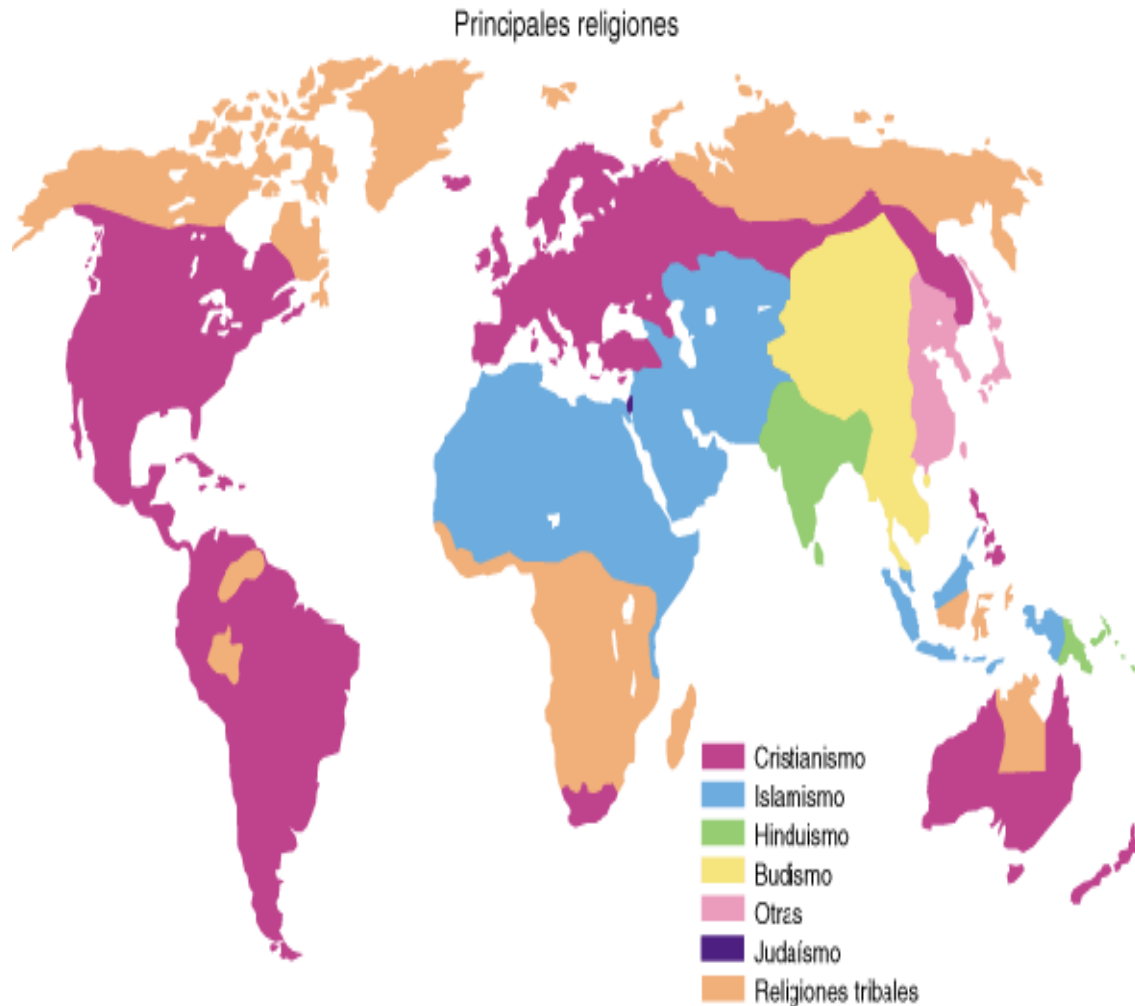 Principales religiones
Cristianismo
Islamismo
Hinduismo
Budismo
Otras
Judaísmo
Religiones tribales